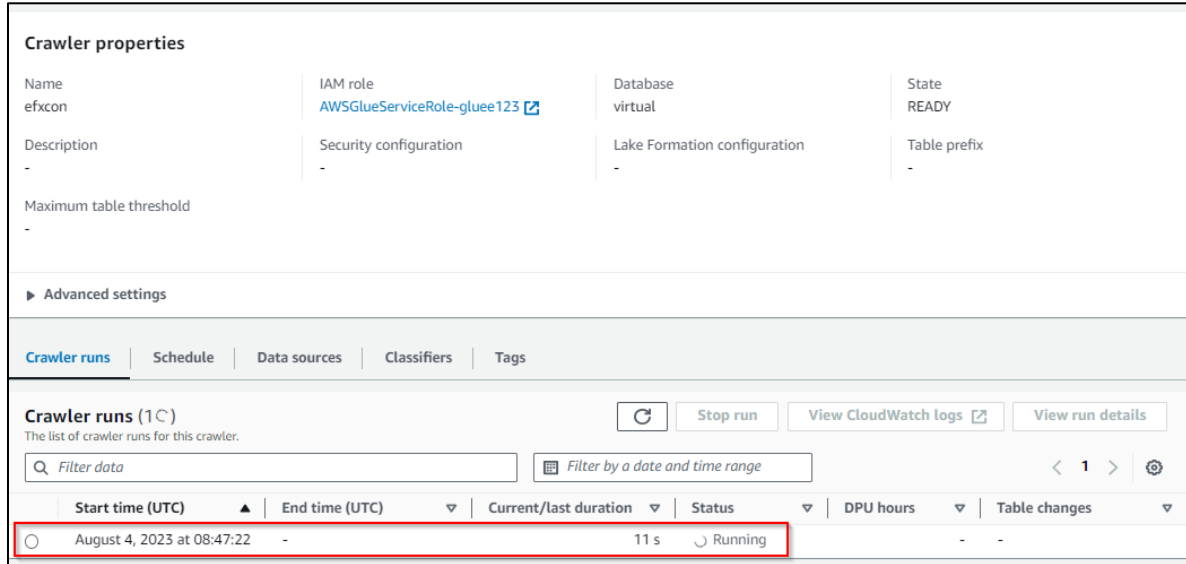 Crawler properties
Name
efxcon
IAM role
AWSGlueServiceRole-gluee123
Database
virtual
State
READY
Description
-
Security configuration
-
Lake Formation configuration
-
Table prefix
-
Maximum table threshold
-
Advanced settings
Crawler runs
Schedule
Data sources
Classifiers
Tags
Crawler runs (1)
The list of crawler runs for this crawler.
Stop run
View CloudWatch logs
View run details
Filter data
Filter by a date and time range
< 1 >
Start time (UTC) End time (UTC) Current/last duration Status DPU hours Table changes
August 4, 2023 at 08:47:22 - 11 s Running - -